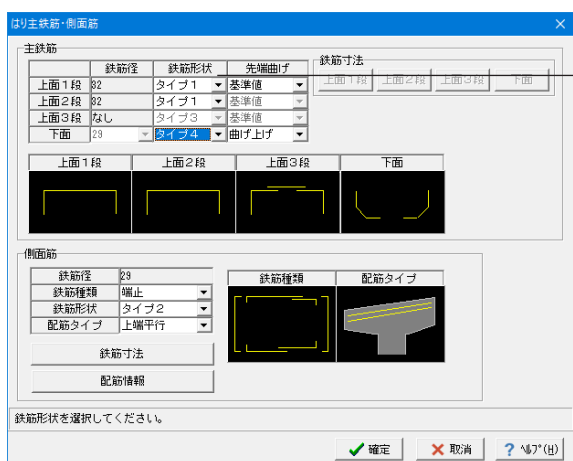 はり主鉄筋・側面筋
主鉄筋
鉄筋径 鉄筋形状 先端曲げ
上面1段 32 タイプ1 基準値
上面2段 32 タイプ1 基準値
上面3段 なし タイプ3 基準値
下面 29 タイプ4 曲げ上げ
鉄筋寸法
上面1段 上面2段 上面3段 下面
上面1段 上面2段 上面3段 下面
側面筋
鉄筋径 29
鉄筋種類 端止
鉄筋形状 タイプ2
配筋タイプ 上端平行
鉄筋寸法
配筋情報
鉄筋種類 配筋タイプ
鉄筋形状を選択してください。
確定 取消 ? ヘルプ(H)